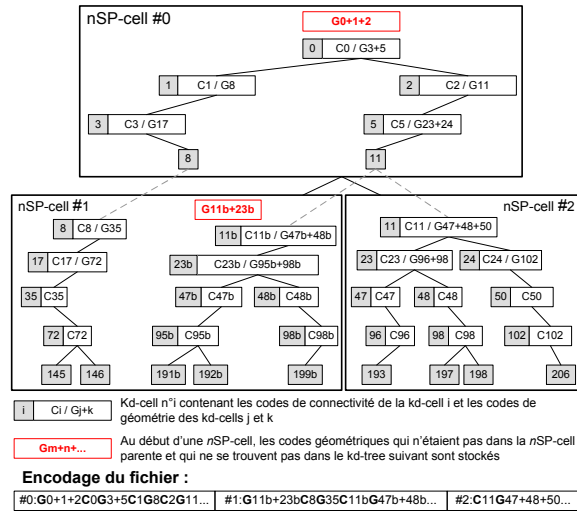 nSP-cell #0
G0+1+2
0 C0 / G3+5
1 C1 / G8
2 C2 / G11
3 C3 / G17
5 C5 / G23+24
8
11
nSP-cell #1
G11b+23b
nSP-cell #2
8 C8 / G35
11b C11b / G47b+48b
11 C11 / G47+48+50
17 C17 / G72
23b C23b / G95b+98b
23 C23 / G96+98
24 C24 / G102
35 C35
47b C47b
48b C48b
47 C47
48 C48
50 C50
72 C72
95b C95b
98b C98b
96 C96
98 C98
102 C102
145
146
191b
192b
199b
193
197
198
206
i Ci / Gj+k
Kd-cell n°i contenant les codes de connectivité de la kd-cell i et les codes de
géométrie des kd-cells j et k
Gm+n+...
Au début d'une nSP-cell, les codes géométriques qui n'étaient pas dans la nSP-cell
parente et qui ne se trouvent pas dans le kd-tree suivant sont stockés
Encodage du fichier :
#0:G0+1+2C0G3+5C1G8C2G11...
#1:G11b+23bC8G35C11bG47b+48b...
#2:C11G47+48+50...